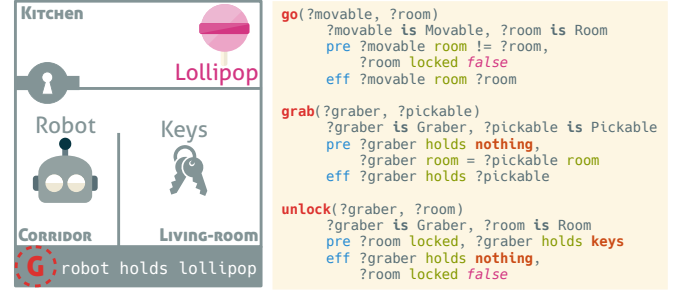 Kitchen
Lollipop
Robot
Keys
Corridor
Living-room
G
robot holds lollipop
go(?movable, ?room)
?movable is Movable, ?room is Room
pre ?movable room != ?room,
?room locked false
eff ?movable room ?room
grab(?graber, ?pickable)
?graber is Graber, ?pickable is Pickable
pre ?graber holds nothing,
?graber room = ?pickable room
eff ?graber holds ?pickable
unlock(?graber, ?room)
?graber is Graber, ?room is Room
pre ?room locked, ?graber holds keys
eff ?graber holds nothing,
?room locked false